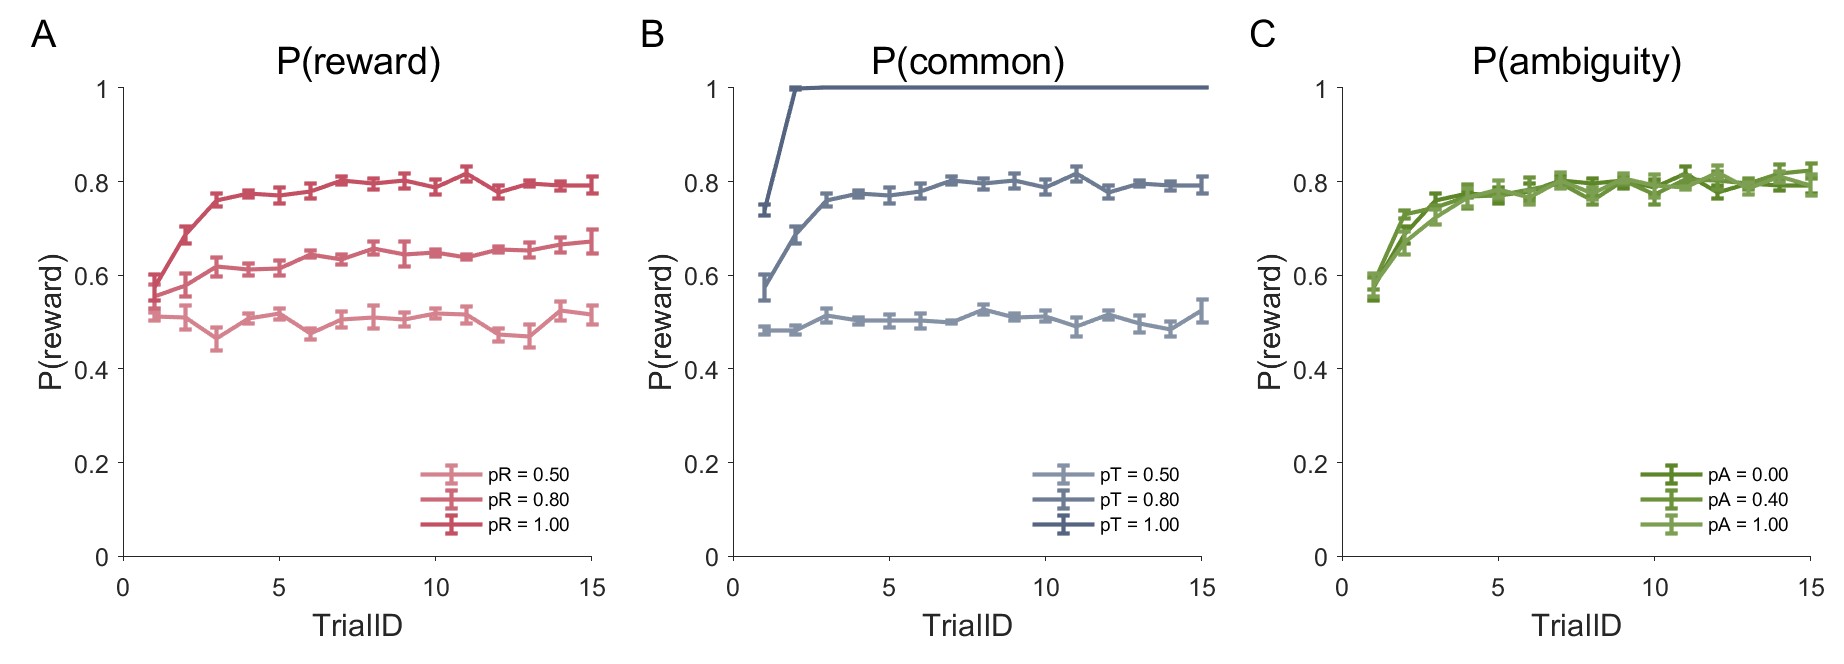 A
P(reward)
P(reward)
1
0.8
0.6
0.4
0.2
0
0 5 10 15
TrialID
pR = 0.50
pR = 0.80
pR = 1.00
B
P(common)
P(reward)
1
0.8
0.6
0.4
0.2
0
0 5 10 15
TrialID
pT = 0.50
pT = 0.80
pT = 1.00
C
P(ambiguity)
P(reward)
1
0.8
0.6
0.4
0.2
0
0 5 10 15
TrialID
pA = 0.00
pA = 0.40
pA = 1.00